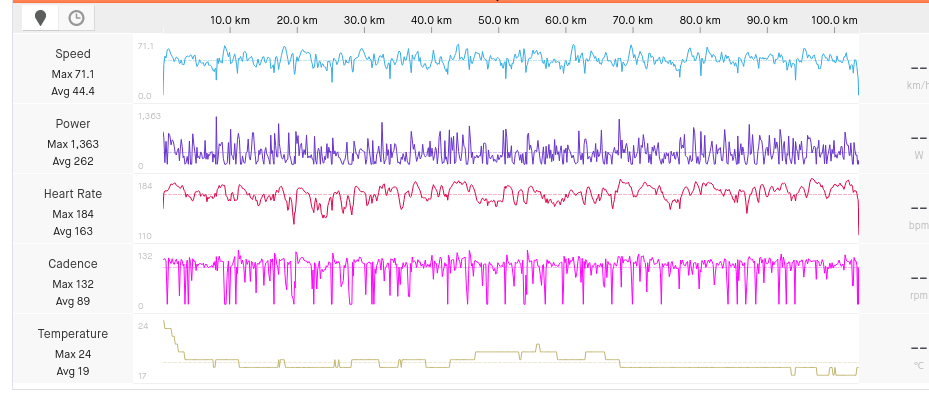 10.0 km 20.0 km 30.0 km 40.0 km 50.0 km 60.0 km 70.0 km 80.0 km 90.0 km 100.0 km
Speed
Max 71.1
Avg 44.4
71.1
0.0
--
km/h
Power
Max 1,363
Avg 262
1,363
0
--
W
Heart Rate
Max 184
Avg 163
184
110
--
bpm
Cadence
Max 132
Avg 89
132
0
--
rpm
Temperature
Max 24
Avg 19
24
17
--
°C